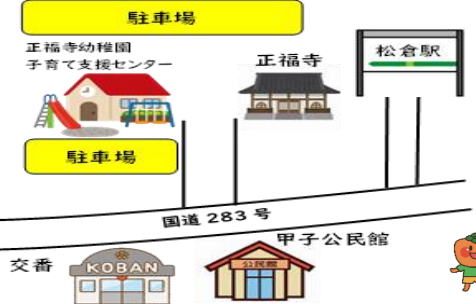 駐車場
正福寺幼稚園
子育て支援センター
正福寺
松倉駅
駐車場
国道 283 号
甲子公民館
交番
KOBAN
公民館